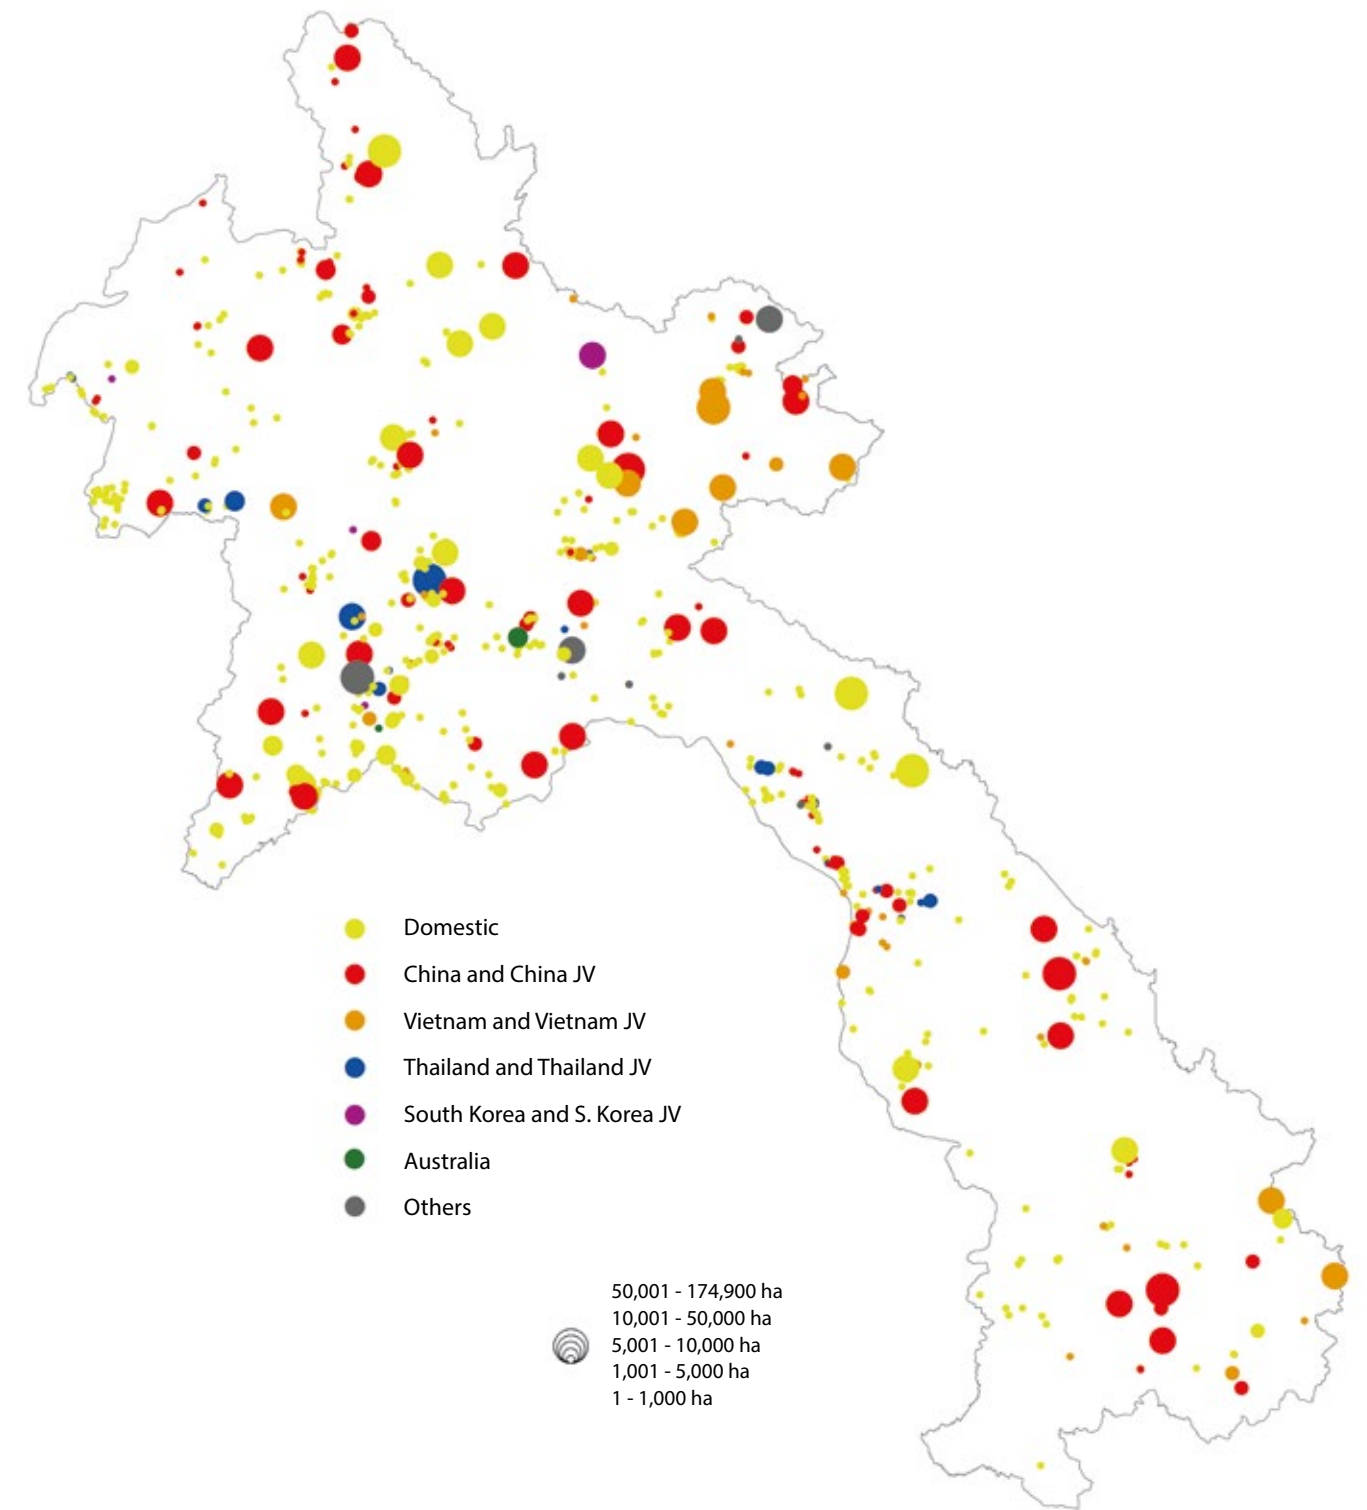 Domestic
China and China JV
Vietnam and Vietnam JV
Thailand and Thailand JV
South Korea and S. Korea JV
Australia
Others
50,001 - 174,900 ha
10,001 - 50,000 ha
5,001 - 10,000 ha
1,001 - 5,000 ha
1 - 1,000 ha